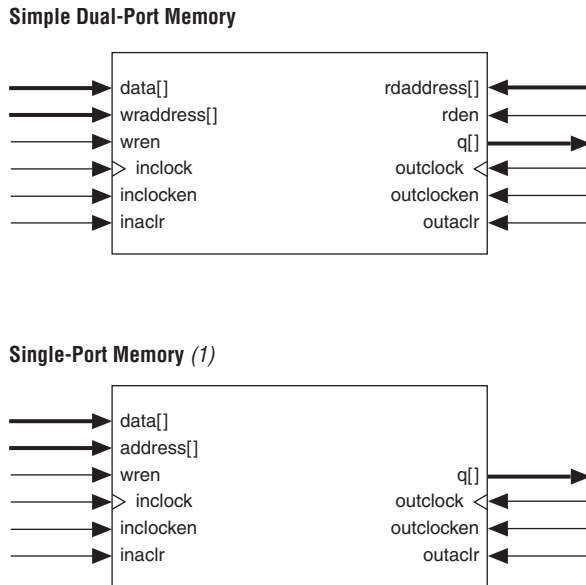 Simple Dual-Port Memory
data[] rdaddress[]
wraddress[] rden
wren q[]
inclock outclock
inclocken outclocken
inaclr outaclr
Single-Port Memory (1)
data[]
address[]
wren q[]
inclock outclock
inclocken outclocken
inaclr outaclr